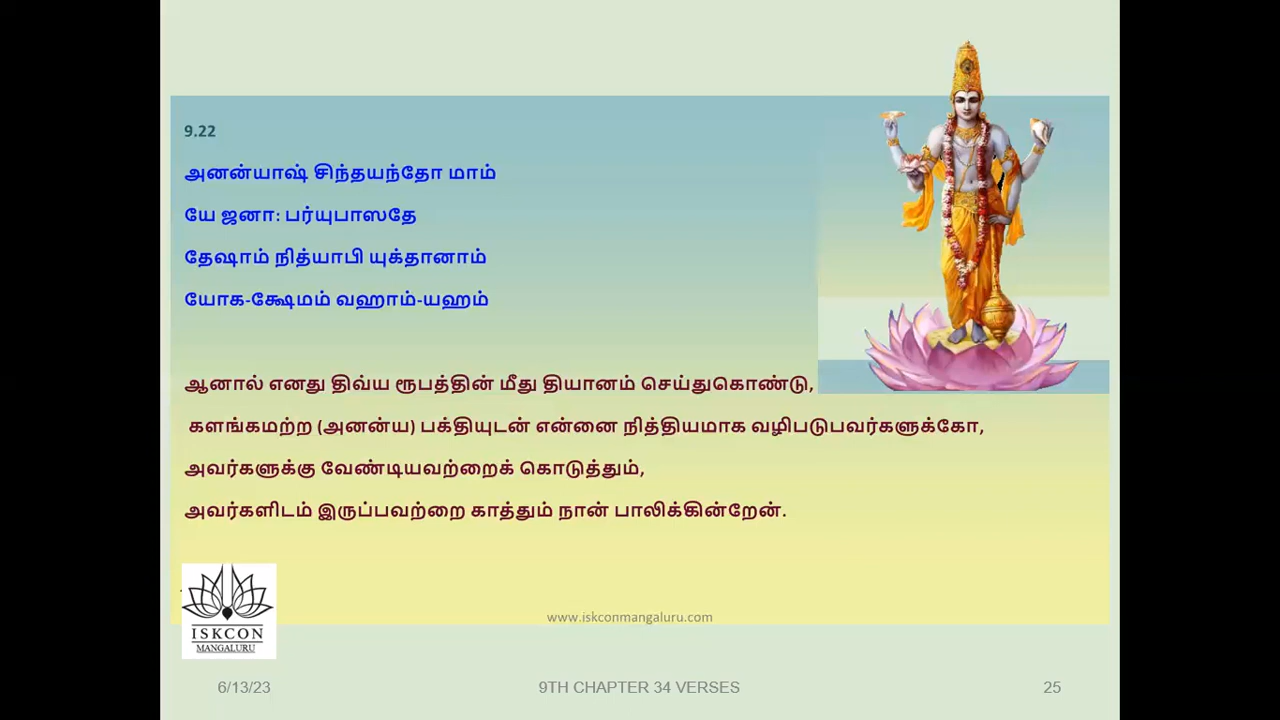 9.22
அனன்யாஷ் சிந்தயந்தோ மாம்
யே ஜனா: பர்யுபாஸதே
தேஷாம் நித்யாபி யுக்தானாம்
யோக-க்ஷேமம் வஹாம்-யஹம்
ஆனால் எனது திவ்ய ரூபத்தின் மீது தியானம் செய்துகொண்டு,
களங்கமற்ற (அனன்ய) பக்தியுடன் என்னை நித்தியமாக வழிபடுபவர்களுக்கோ,
அவர்களுக்கு வேண்டியவற்றைக் கொடுத்தும்,
அவர்களிடம் இருப்பவற்றை காத்தும் நான் பாலிக்கின்றேன்.
ISKCON
MANGALURU
www.iskconmangaluru.com
6/13/23 9TH CHAPTER 34 VERSES 25